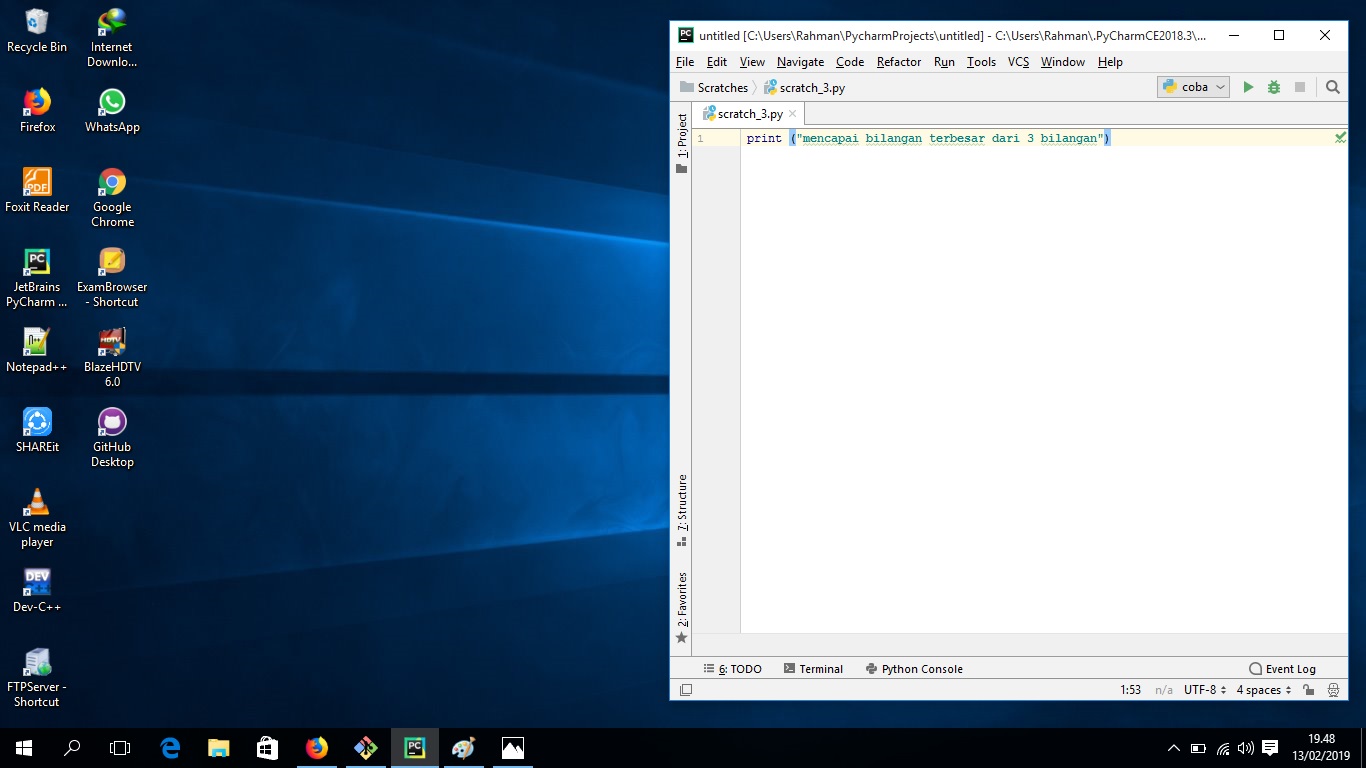 Recycle Bin
Internet
Downlo...
Firefox
WhatsApp
Foxit Reader
Google
Chrome
JetBrains
PyCharm ...
ExamBrowser
- Shortcut
Notepad++
BlazeHDTV
6.0
SHAREit
GitHub
Desktop
VLC media
player
Dev-C++
FTPServer -
Shortcut
untitled [C:\Users\Rahman\PycharmProjects\untitled] - C:\Users\Rahman\.PyCharmCE2018.3\...
File Edit View Navigate Code Refactor Run Tools VCS Window Help
Scratches scratch_3.py coba
scratch_3.py
1: Project
1 print ("mencapai bilangan terbesar dari 3 bilangan")
7: Structure
2: Favorites
6: TODO Terminal Python Console Event Log
1:53 n/a UTF-8 4 spaces
19.48
13/02/2019